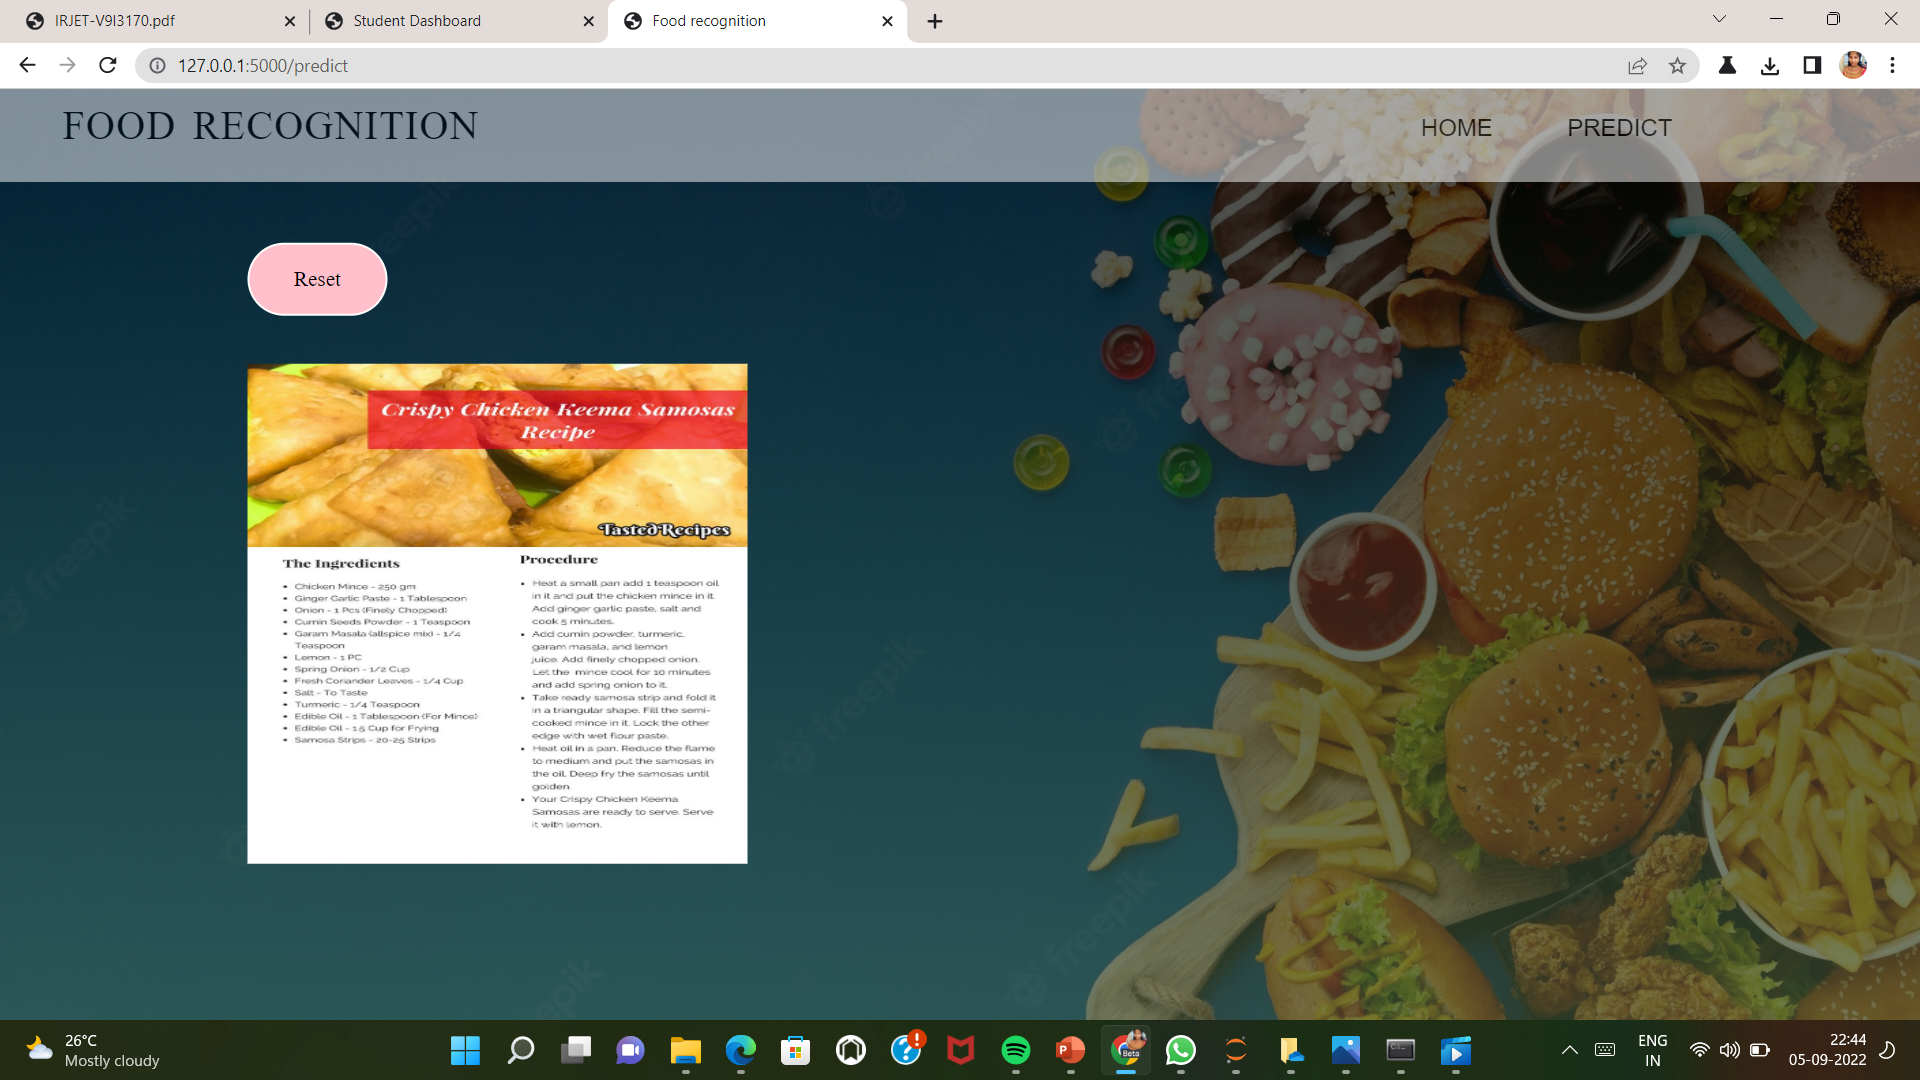 IRJET-V9I3170.pdf
Student Dashboard
Food recognition
127.0.0.1:5000/predict
FOOD RECOGNITION
HOME
PREDICT
Reset
Crispy Chicken Keema Samosas
Recipe
TastedRecipes
The Ingredients
• Chicken Mince - 250 gm
• Ginger Garlic Paste - 1 Tablespoon
• Onion - 1 Pcs (Finely Chopped)
• Cumin Seeds Powder - 1 Teaspoon
• Garam Masala (allspice mix) - 1/4
Teaspoon
• Lemon - 1 PC
• Spring Onion - 1/2 Cup
• Fresh Coriander Leaves - 1/4 Cup
• Salt - To Taste
• Turmeric - 1/4 Teaspoon
• Edible Oil - 1 Tablespoon (For Mince)
• Edible Oil - 1.5 Cup for Frying
• Samosa Strips - 20-25 Strips
Procedure
• Heat a small pan add 1 teaspoon oil
in it and put the chicken mince in it.
Add ginger garlic paste, salt and
cook 5 minutes.
• Add cumin powder, turmeric,
garam masala, and lemon
juice. Add finely chopped onion.
Let the mince cool for 10 minutes
and add spring onion to it.
• Take ready samosa strip and fold it
in a triangular shape. Fill the semi-
cooked mince in it. Lock the other
edge with wet flour paste.
• Heat oil in a pan. Reduce the flame
to medium and put the samosas in
the oil. Deep fry the samosas until
golden.
• Your Crispy Chicken Keema
Samosas are ready to serve. Serve
it with lemon.
freepik
freepik
freepik
freepik
freepik
freepik
26°C
Mostly cloudy
Beta
ENG
IN
22:44
05-09-2022